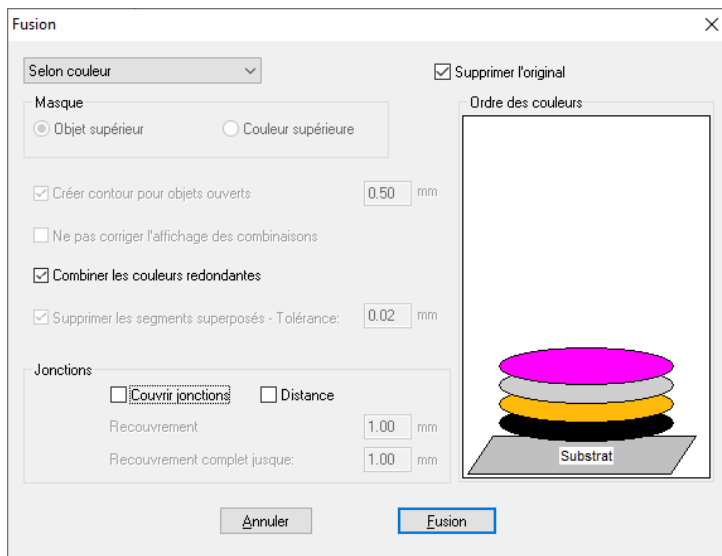 Fusion
Selon couleur
Supprimer l'original
Masque
Objet supérieur
Couleur supérieure
Créer contour pour objets ouverts
0.50 mm
Ne pas corriger l'affichage des combinaisons
Combiner les couleurs redondantes
Supprimer les segments superposés - Tolérance:
0.02 mm
Jonctions
Couvrir jonctions
Distance
Recouvrement
1.00 mm
Recouvrement complet jusque:
1.00 mm
Ordre des couleurs
Substrat
Annuler
Fusion